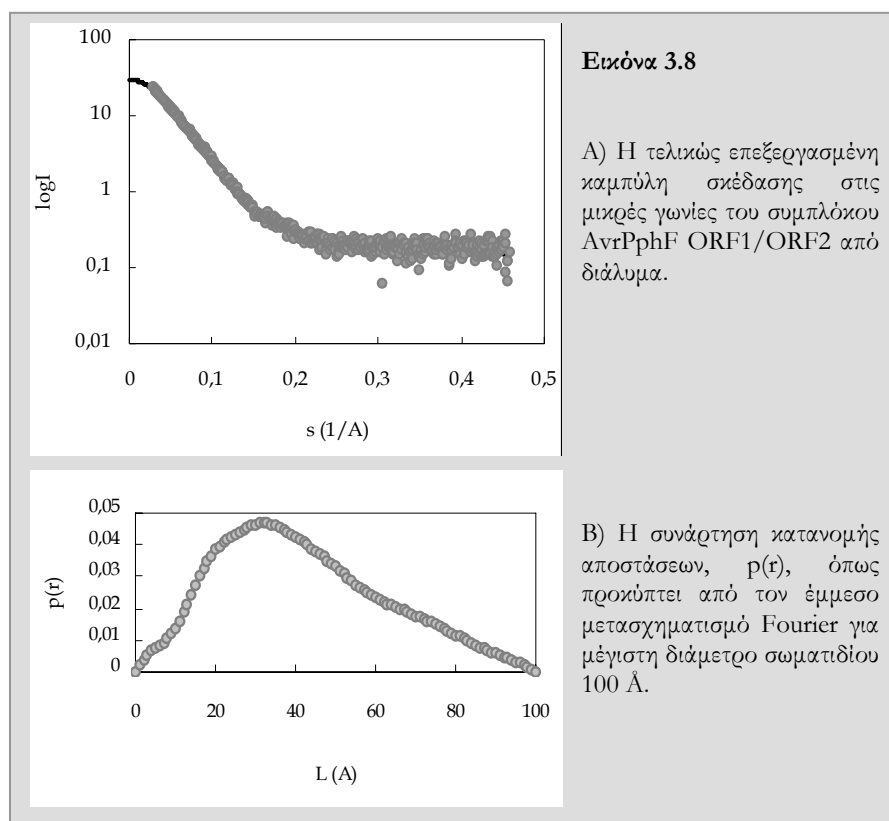 100
10
1
0,1
0,01
logI
0
0,1
0,2
0,3
0,4
0,5
s (1/A)
Εικόνα 3.8
Α) Η τελικώς επεξεργασμένη
καμπύλη σκέδασης στις
μικρές γωνίες του συμπλόκου
AvrPphF ORF1/ORF2 από
διάλυμα.
0,05
0,04
0,03
0,02
0,01
0
p(r)
0
20
40
60
80
100
L (A)
Β) Η συνάρτηση κατανομής
αποστάσεων, p(r), όπως
προκύπτει από τον έμμεσο
μετασχηματισμό Fourier για
μέγιστη διάμετρο σωματιδίου
100 Å.